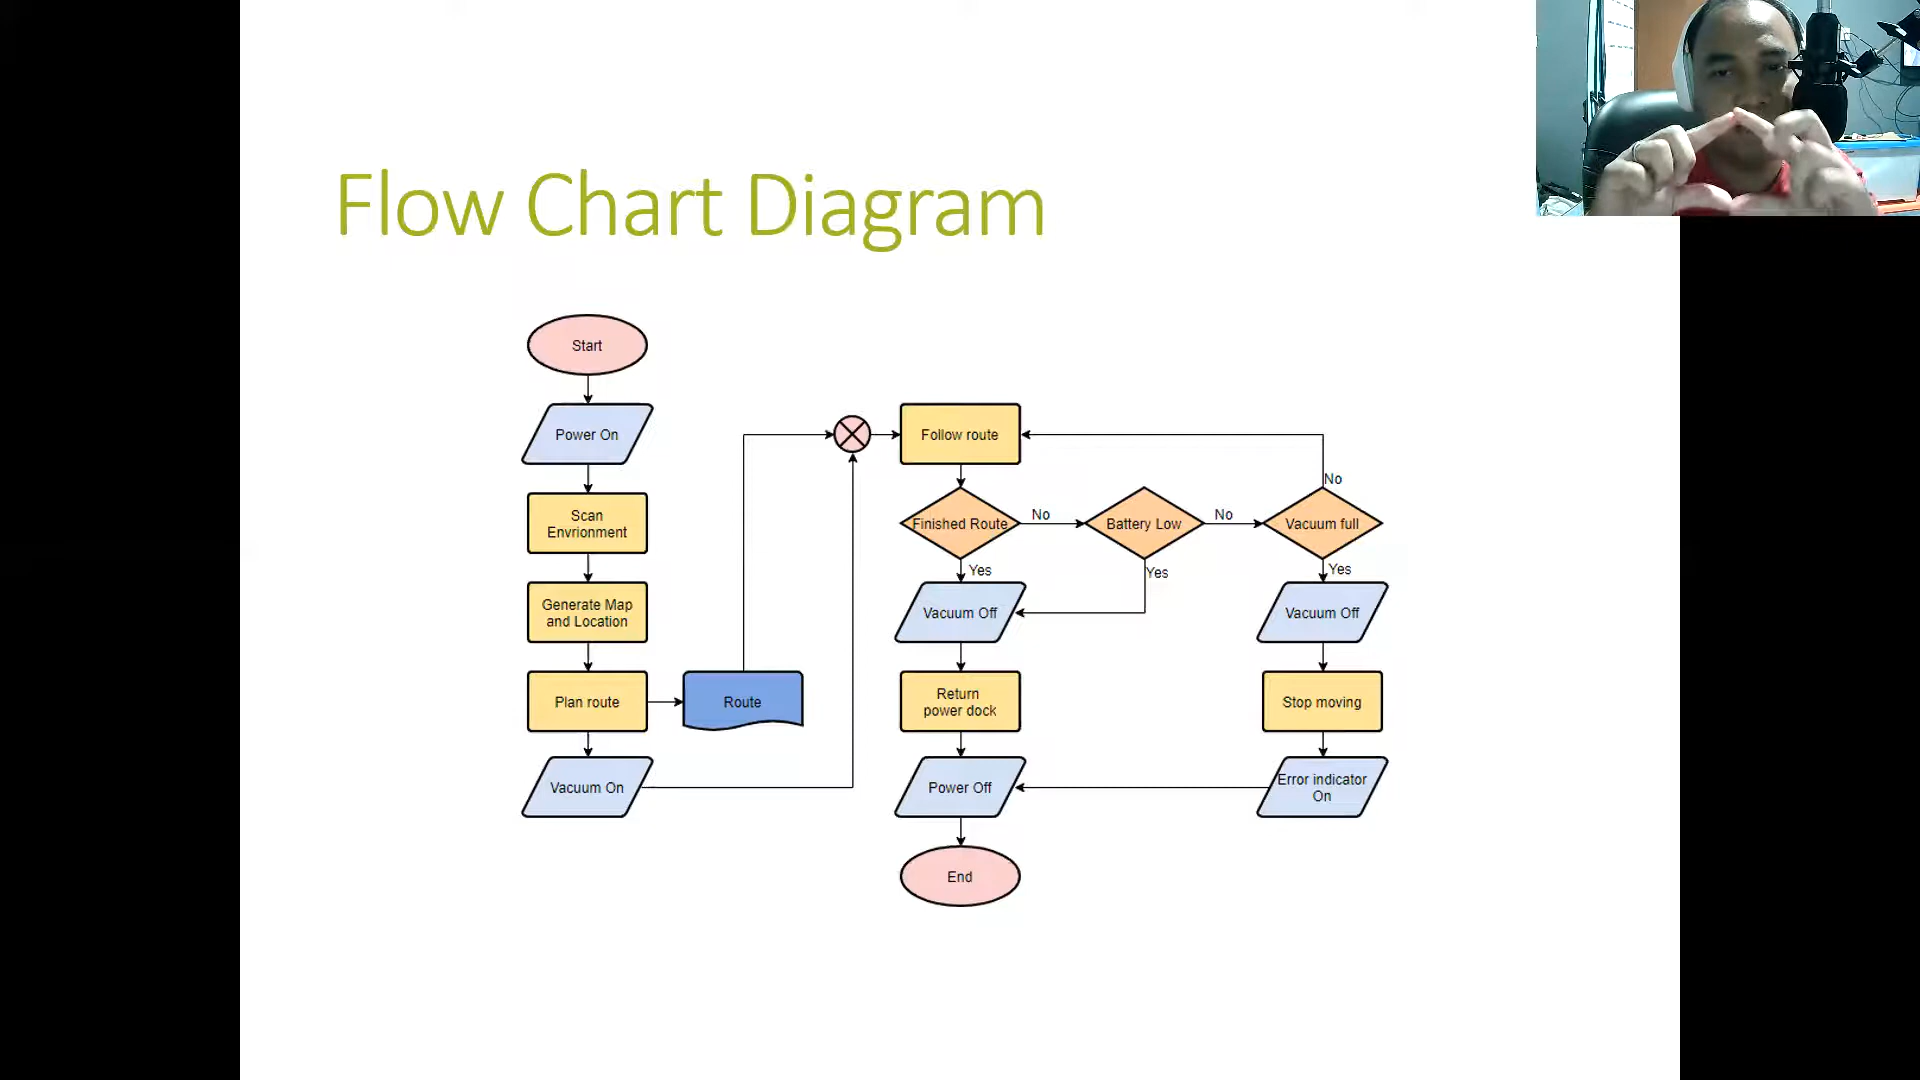 Flow Chart Diagram
Start
Power On
Scan
Envrionment
Generate Map
and Location
Plan route
Route
Vacuum On
Follow route
Finished Route
No
Battery Low
No
Vacuum full
No
Yes
Yes
Yes
Vacuum Off
Vacuum Off
Return
power dock
Stop moving
Power Off
Error indicator
On
End